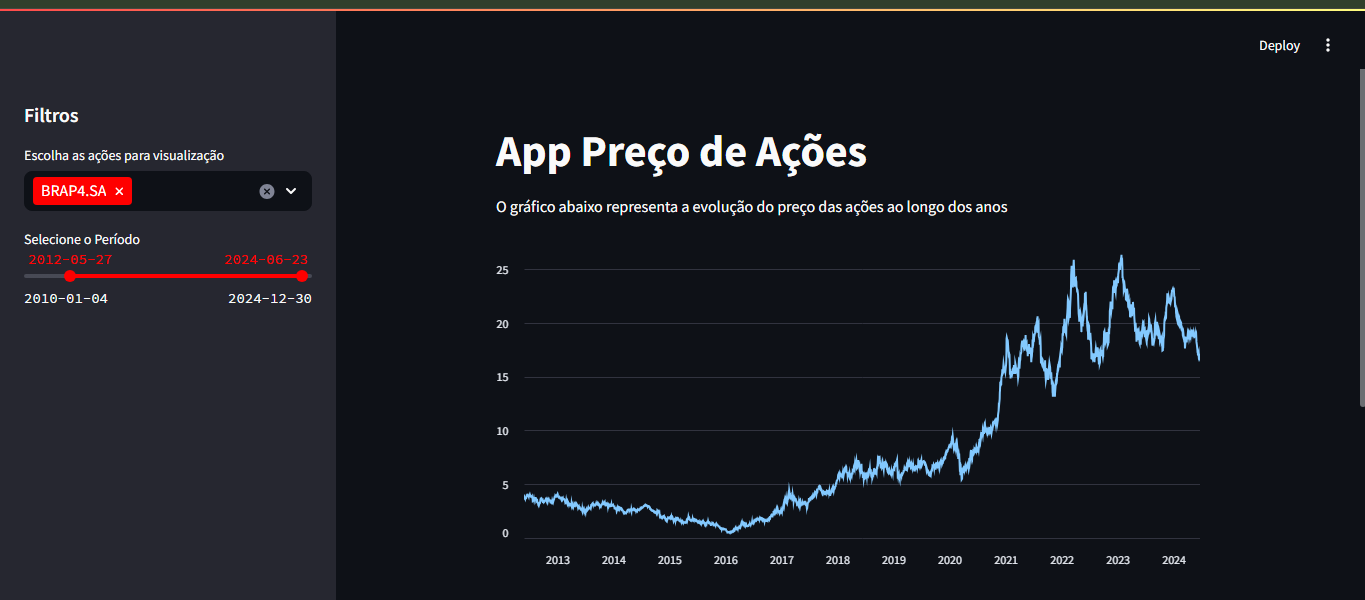 Deploy
Filtros
Escolha as ações para visualização
BRAP4.SA
Selecione o Período
2012-05-27 2024-06-23
2010-01-04 2024-12-30
App Preço de Ações
O gráfico abaixo representa a evolução do preço das ações ao longo dos anos
25
20
15
10
5
0
2013 2014 2015 2016 2017 2018 2019 2020 2021 2022 2023 2024